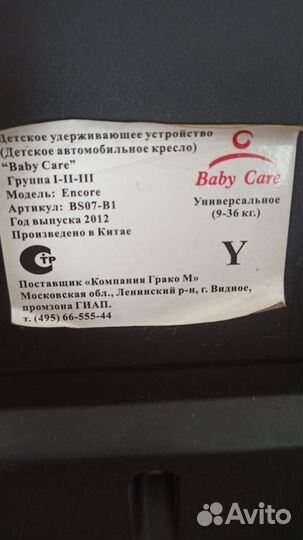 Детское удерживающее устройство
(Детское автомобильное кресло)
“Baby Care”
Группа I-II-III
Модель: Encore
Артикул: BS07-B1
Год выпуска 2012
Произведено в Китае
Baby Care
Универсальное
(9-36 кг.)
Y
СТР
Поставщик «Компания Грако М»
Московская обл., Ленинский р-н, г. Видное,
промзона ГИАП.
т. (495) 66-555-44
Avito